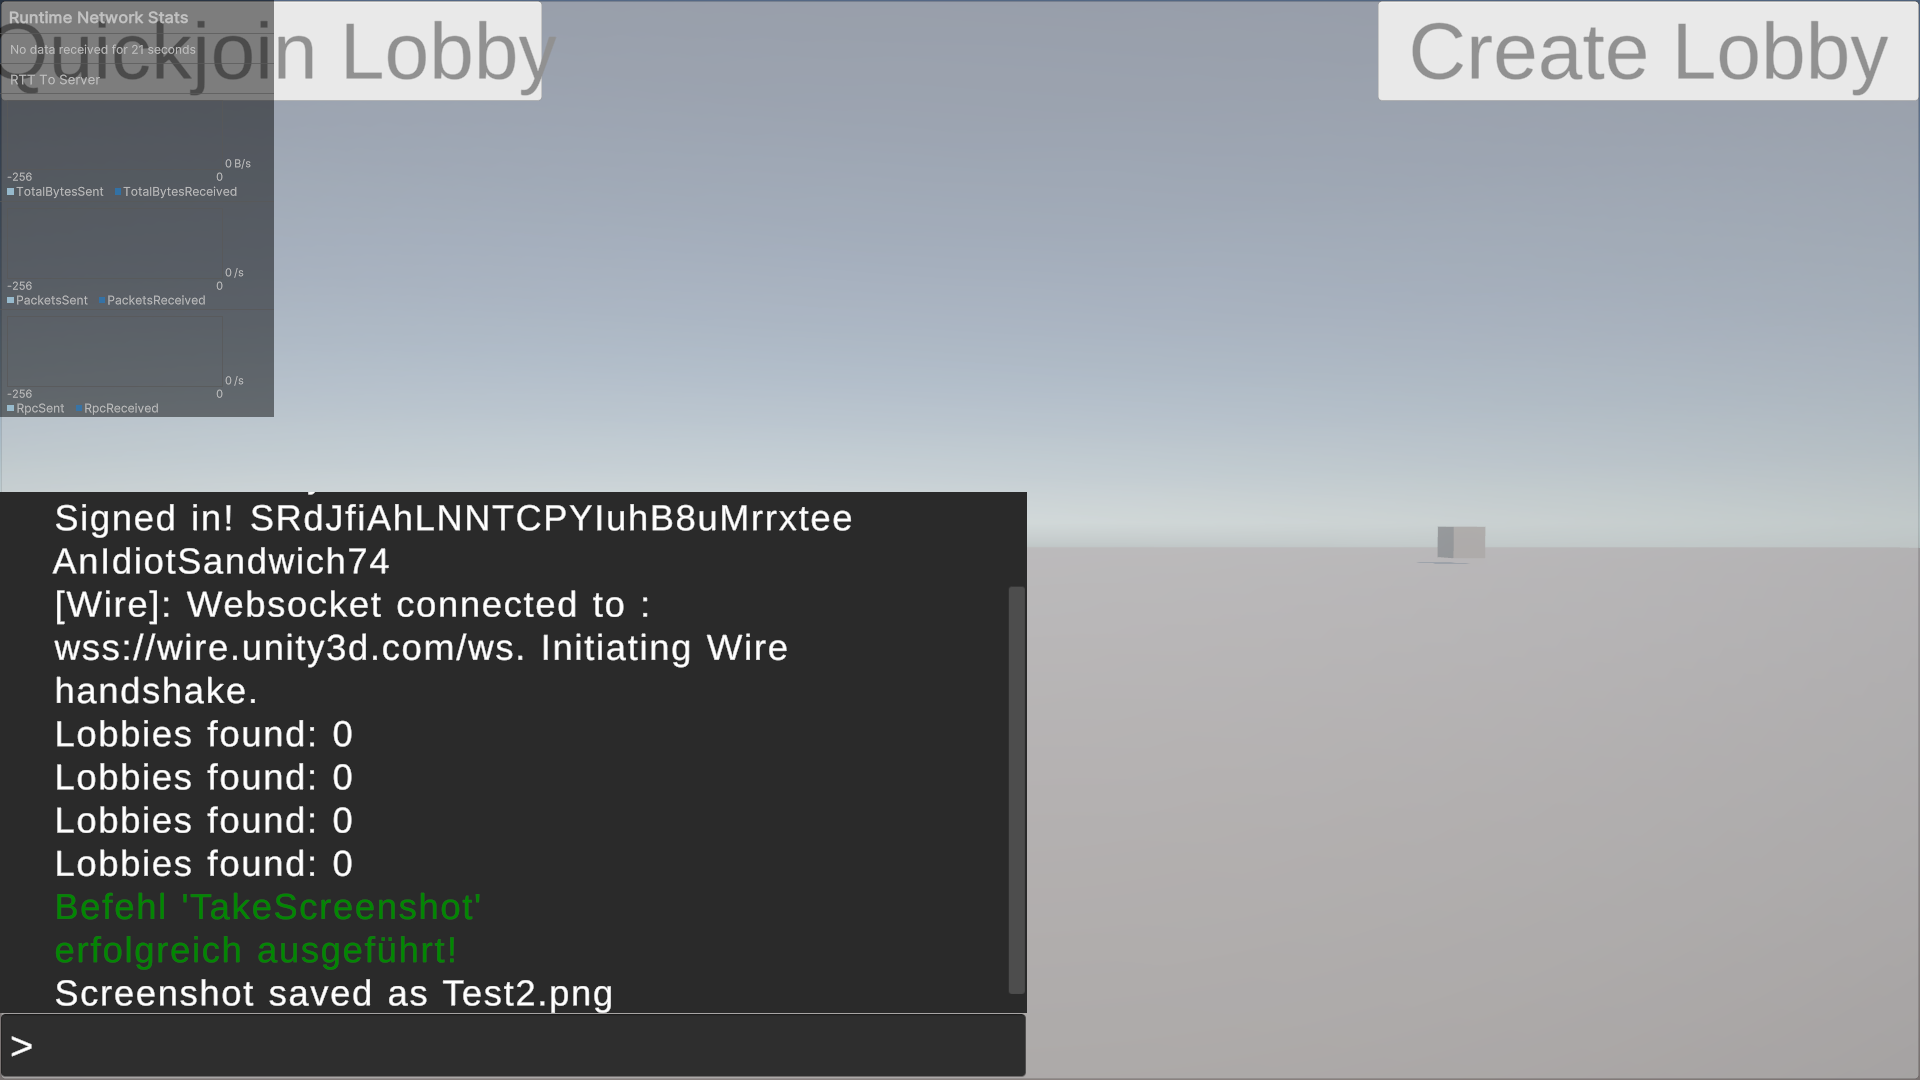 Runtime Network Stats
Quickjoin Lobby
No data received for 21 seconds
RTT To Server
Create Lobby
0 B/s
-256 0
TotalBytesSent TotalBytesReceived
0 /s
-256 0
PacketsSent PacketsReceived
0 /s
-256 0
RpcSent RpcReceived
Signed in! SRdJfiAhLNNTCPYIuhB8uMrrxtee
AnIdiotSandwich74
[Wire]: Websocket connected to :
wss://wire.unity3d.com/ws. Initiating Wire
handshake.
Lobbies found: 0
Lobbies found: 0
Lobbies found: 0
Lobbies found: 0
Befehl 'TakeScreenshot'
erfolgreich ausgeführt!
Screenshot saved as Test2.png
>